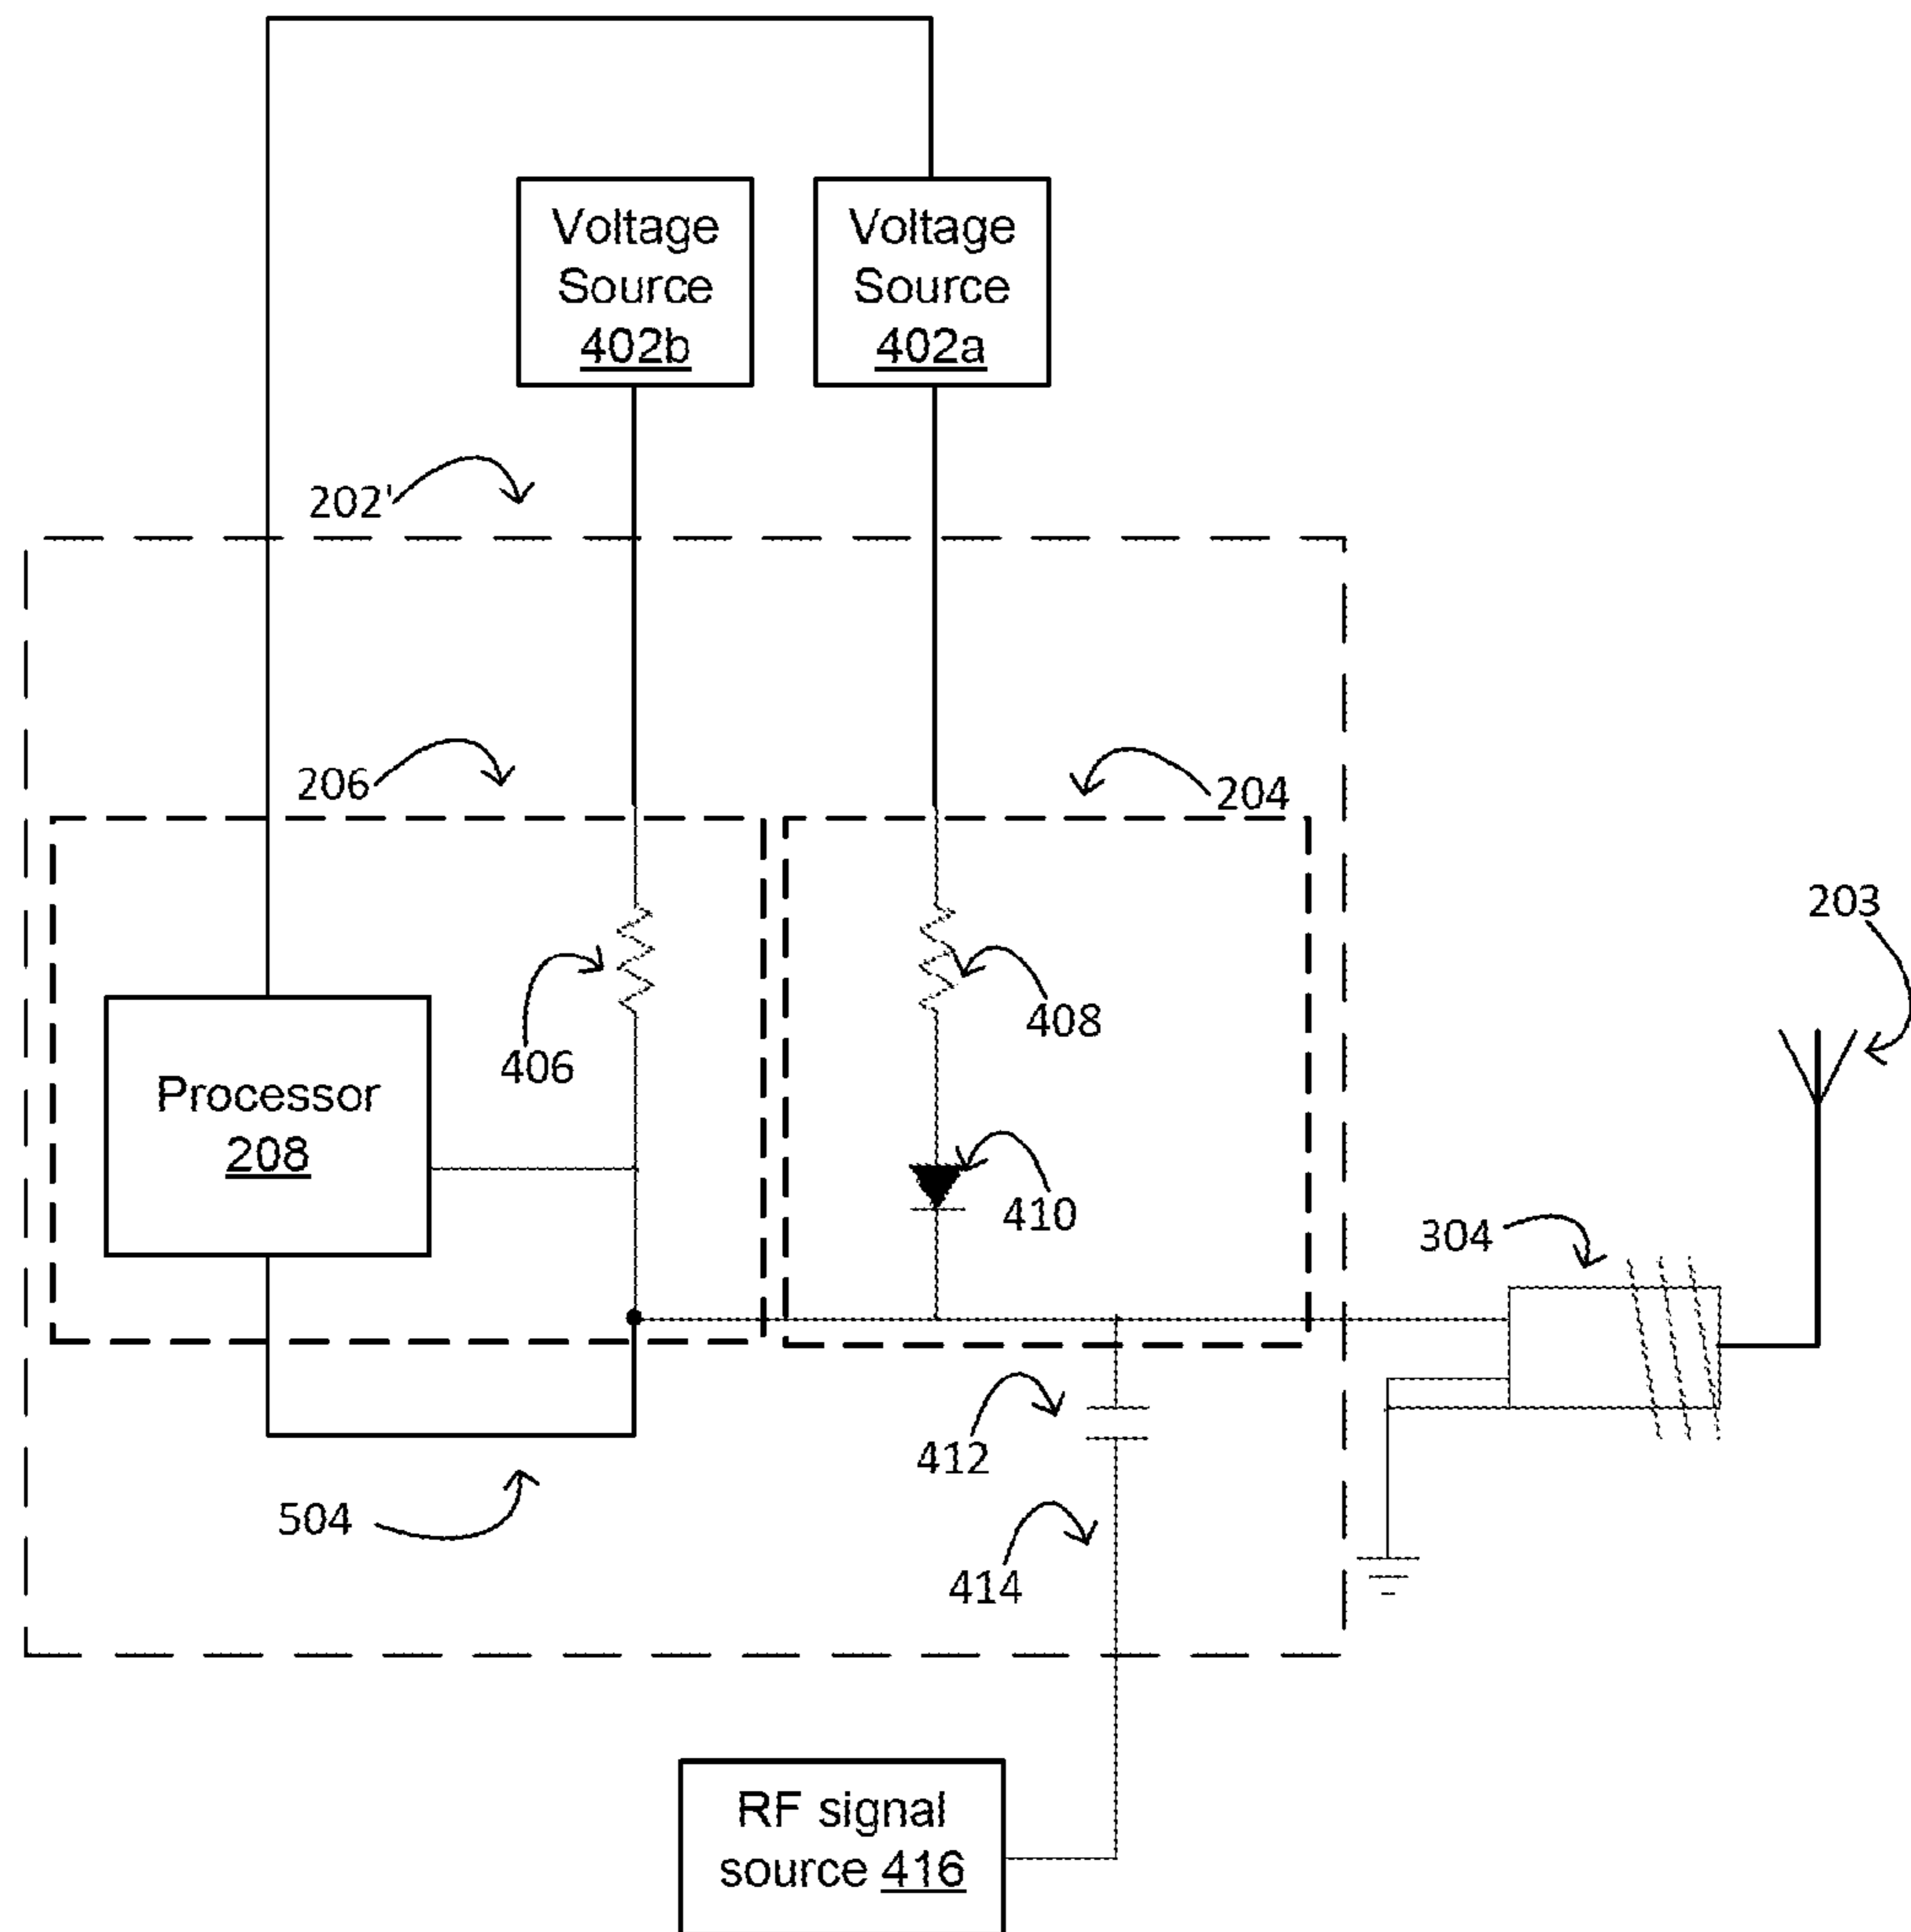 Voltage
Source
402b
Voltage
Source
402a
202'
206
204
203
406
408
Processor
208
410
304
412
504
414
RF signal
source 416